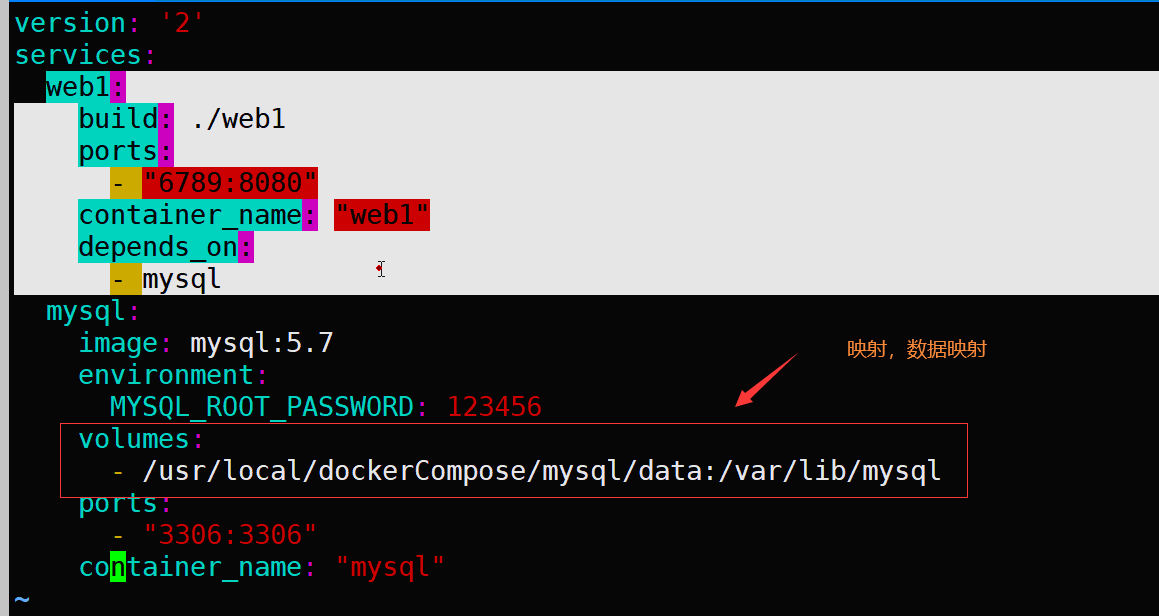 version: '2'
services:
  web1:
    build: ./web1
    ports:
      - "6789:8080"
    container_name: "web1"
    depends_on:
      - mysql
  mysql:
    image: mysql:5.7
    environment:
      MYSQL_ROOT_PASSWORD: 123456
映射，数据映射
    volumes:
      - /usr/local/dockerCompose/mysql/data:/var/lib/mysql
    ports:
      - "3306:3306"
    container_name: "mysql"
~